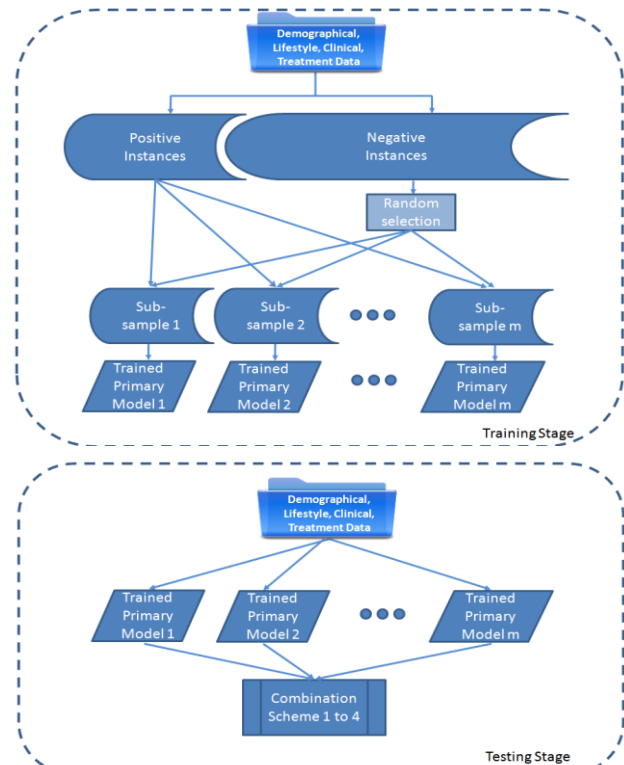 Demographical,
Lifestyle, Clinical,
Treatment Data
Positive
Instances
Negative
Instances
Random
selection
Sub-
sample 1
Sub-
sample 2
Sub-
sample m
Trained
Primary
Model 1
Trained
Primary
Model 2
Trained
Primary
Model m
Training Stage
Demographical,
Lifestyle, Clinical,
Treatment Data
Trained
Primary
Model 1
Trained
Primary
Model 2
Trained
Primary
Model m
Combination
Scheme 1 to 4
Testing Stage